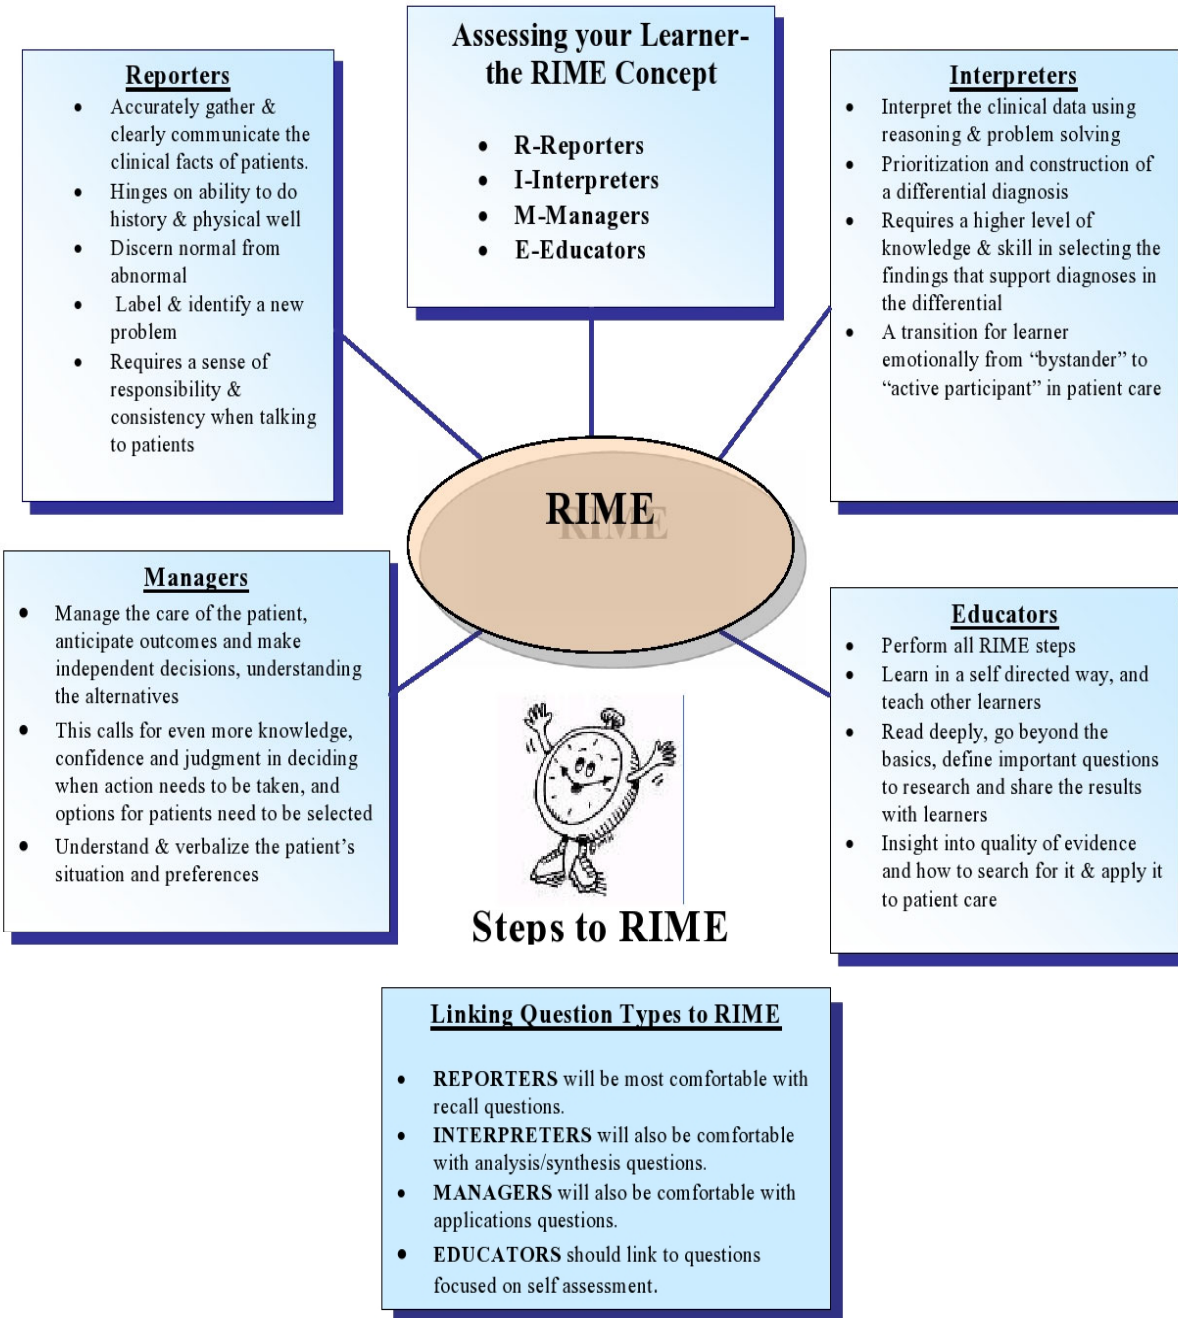 Assessing your Learner-
the RIME Concept
• R-Reporters
• I-Interpreters
• M-Managers
• E-Educators
Reporters
• Accurately gather &
clearly communicate the
clinical facts of patients.
• Hinges on ability to do
history & physical well
• Discern normal from
abnormal
• Label & identify a new
problem
• Requires a sense of
responsibility &
consistency when talking
to patients
Interpreters
• Interpret the clinical data using
reasoning & problem solving
• Prioritization and construction of
a differential diagnosis
• Requires a higher level of
knowledge & skill in selecting the
findings that support diagnoses in
the differential
• A transition for learner
emotionally from “bystander” to
“active participant” in patient care
RIME
Managers
• Manage the care of the patient,
anticipate outcomes and make
independent decisions, understanding
the alternatives
• This calls for even more knowledge,
confidence and judgment in deciding
when action needs to be taken, and
options for patients need to be selected
• Understand & verbalize the patient’s
situation and preferences
Educators
• Perform all RIME steps
• Learn in a self directed way, and
teach other learners
• Read deeply, go beyond the
basics, define important questions
to research and share the results
with learners
• Insight into quality of evidence
and how to search for it & apply it
to patient care
Steps to RIME
Linking Question Types to RIME
• REPORTERS will be most comfortable with
recall questions.
• INTERPRETERS will also be comfortable
with analysis/synthesis questions.
• MANAGERS will also be comfortable with
applications questions.
• EDUCATORS should link to questions
focused on self assessment.